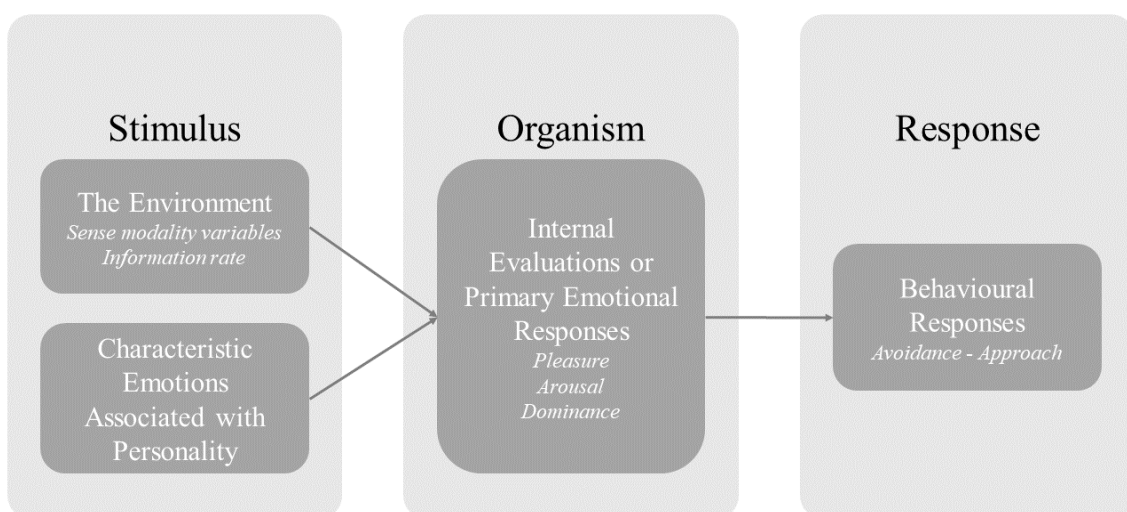 Stimulus
The Environment
Sense modality variables
Information rate
Characteristic
Emotions
Associated with
Personality
Organism
Internal
Evaluations or
Primary Emotional
Responses
Pleasure
Arousal
Dominance
Response
Behavioural
Responses
Avoidance - Approach